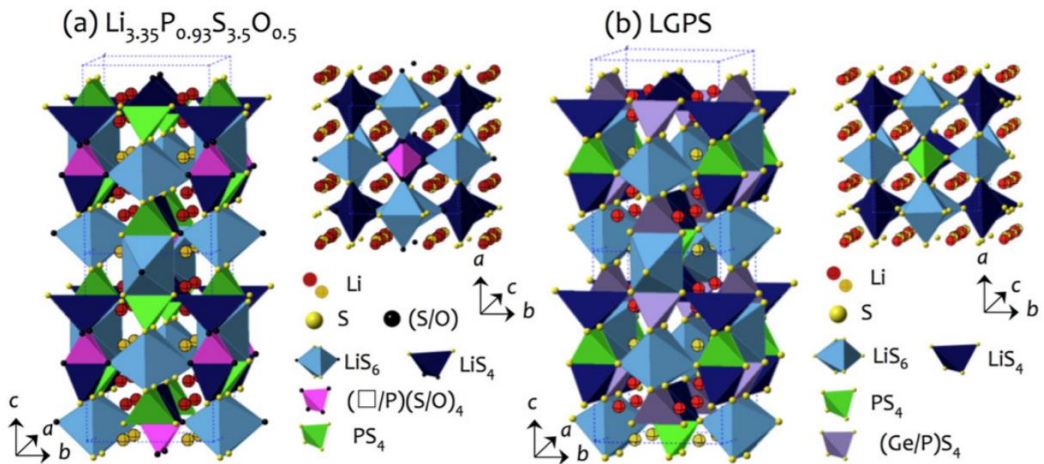 (a) Li3.35P0.93S3.5O0.5
(b) LGPS
a
c
b
Li
S
(S/O)
LiS6
LiS4
(□/P)(S/O)4
PS4
c
a
b
a
c
b
Li
S
LiS6
LiS4
PS4
(Ge/P)S4
c
a
b